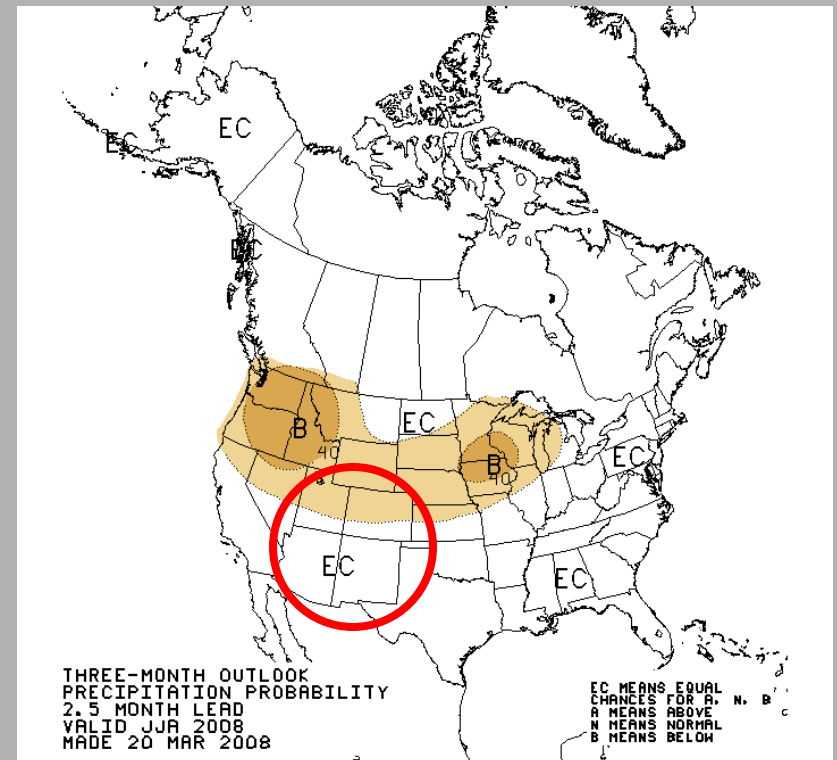 EC
EC
EC
EC
B
40
B
40
EC
EC
EC
THREE-MONTH OUTLOOK
PRECIPITATION PROBABILITY
2.5 MONTH LEAD
VALID JJA 2008
MADE 20 MAR 2008
EC MEANS EQUAL
CHANCES FOR A, N, B
A MEANS ABOVE
N MEANS NORMAL
B MEANS BELOW